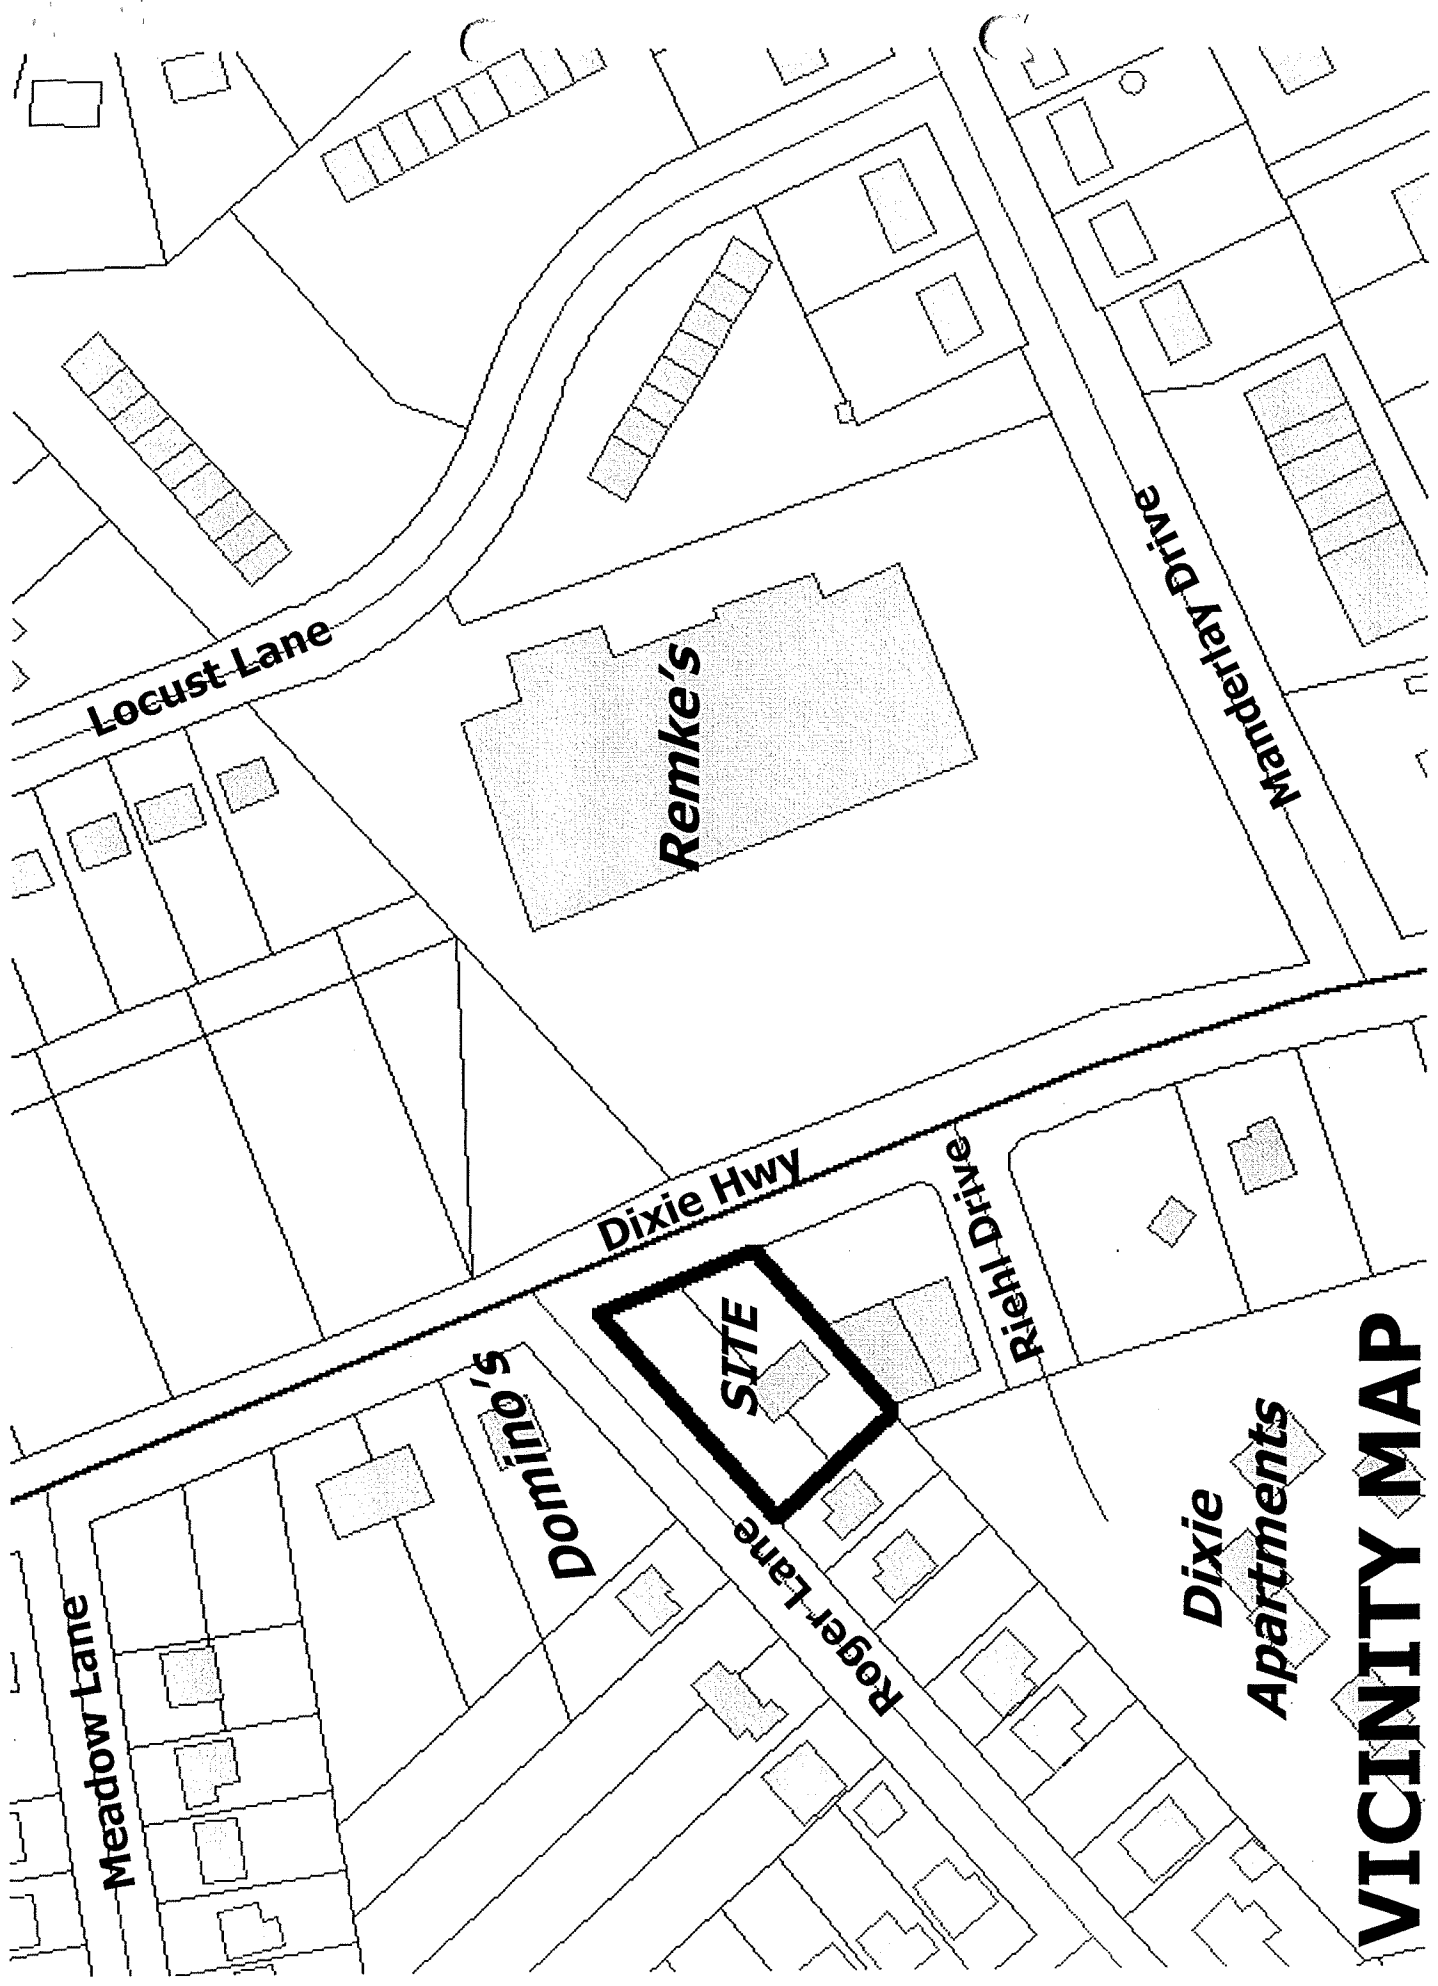 Locust Lane
Remke's
Manderlay Drive
Dixie Hwy
Riehl Drive
SITE
Domino's
Roger Lane
Meadow Lane
Dixie
Apartments
VICINITY MAP